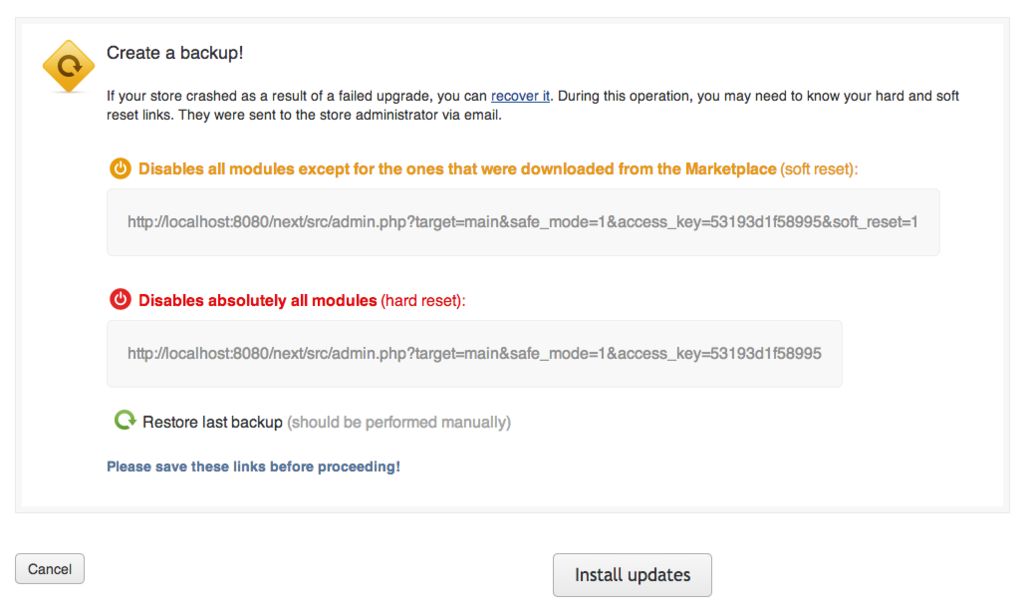 Create a backup!
If your store crashed as a result of a failed upgrade, you can recover it. During this operation, you may need to know your hard and soft
reset links. They were sent to the store administrator via email.
Disables all modules except for the ones that were downloaded from the Marketplace (soft reset):
http://localhost:8080/next/src/admin.php?target=main&safe_mode=1&access_key=53193d1f58995&soft_reset=1
Disables absolutely all modules (hard reset):
http://localhost:8080/next/src/admin.php?target=main&safe_mode=1&access_key=53193d1f58995
Restore last backup (should be performed manually)
Please save these links before proceeding!
Cancel
Install updates